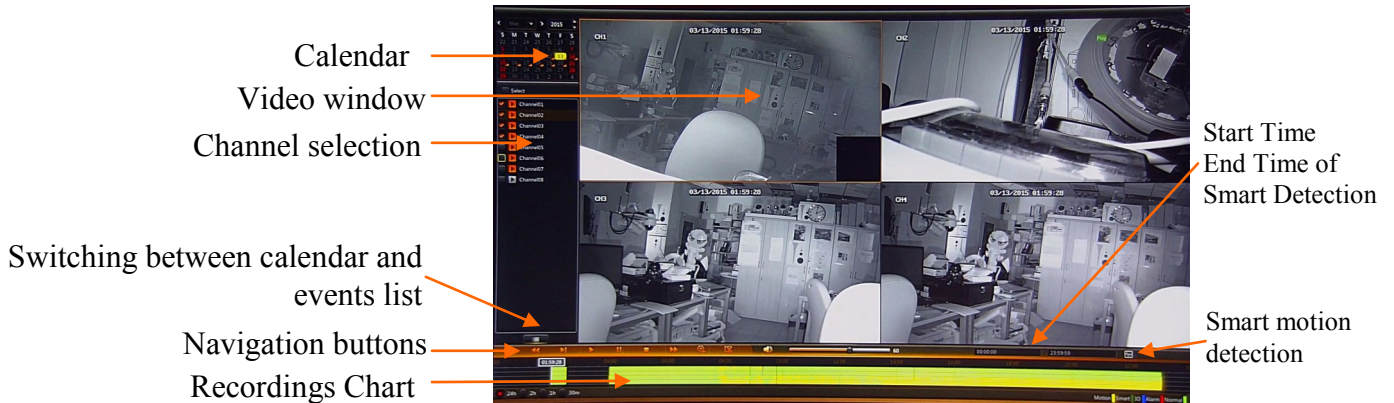 Calendar
Video window
Channel selection
Switching between calendar and
events list
Navigation buttons
Recordings Chart
2015
S M T W T F S
13
Select
Channel01
Channel02
Channel03
Channel04
Channel05
Channel06
Channel07
Channel08
CH1
03/13/2015 01:59:28
CH2
03/13/2015 01:59:28
Play
CH3
03/13/2015 01:59:28
CH4
03/13/2015 01:59:28
60
00:00:00
23:59:59
01:59:28
24h 2h 1h 30m
Motion Smart IO Alarm Normal
Start Time
End Time of
Smart Detection
Smart motion
detection